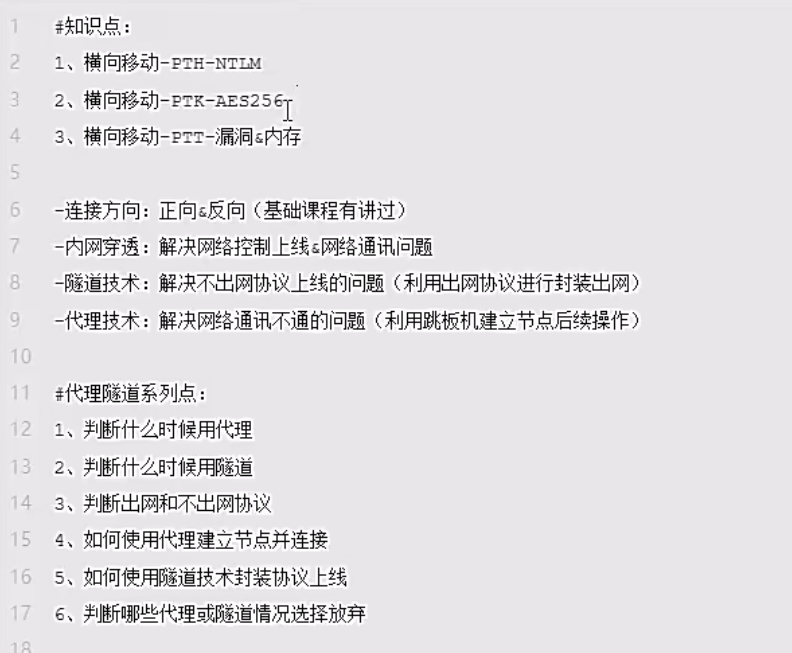 1 #知识点：
2 1、横向移动-PTH-NTLM
3 2、横向移动-PTK-AES256
4 3、横向移动-PTT-漏洞&内存
5
6 -连接方向：正向&反向（基础课程有讲过）
7 -内网穿透：解决网络控制上线&网络通讯问题
8 -隧道技术：解决不出网协议上线的问题（利用出网协议进行封装出网）
9 -代理技术：解决网络通讯不通的问题（利用跳板机建立节点后续操作）
10
11 #代理隧道系列点：
12 1、判断什么时候用代理
13 2、判断什么时候用隧道
14 3、判断出网和不出网协议
15 4、如何使用代理建立节点并连接
16 5、如何使用隧道技术封装协议上线
17 6、判断哪些代理或隧道情况选择放弃
18